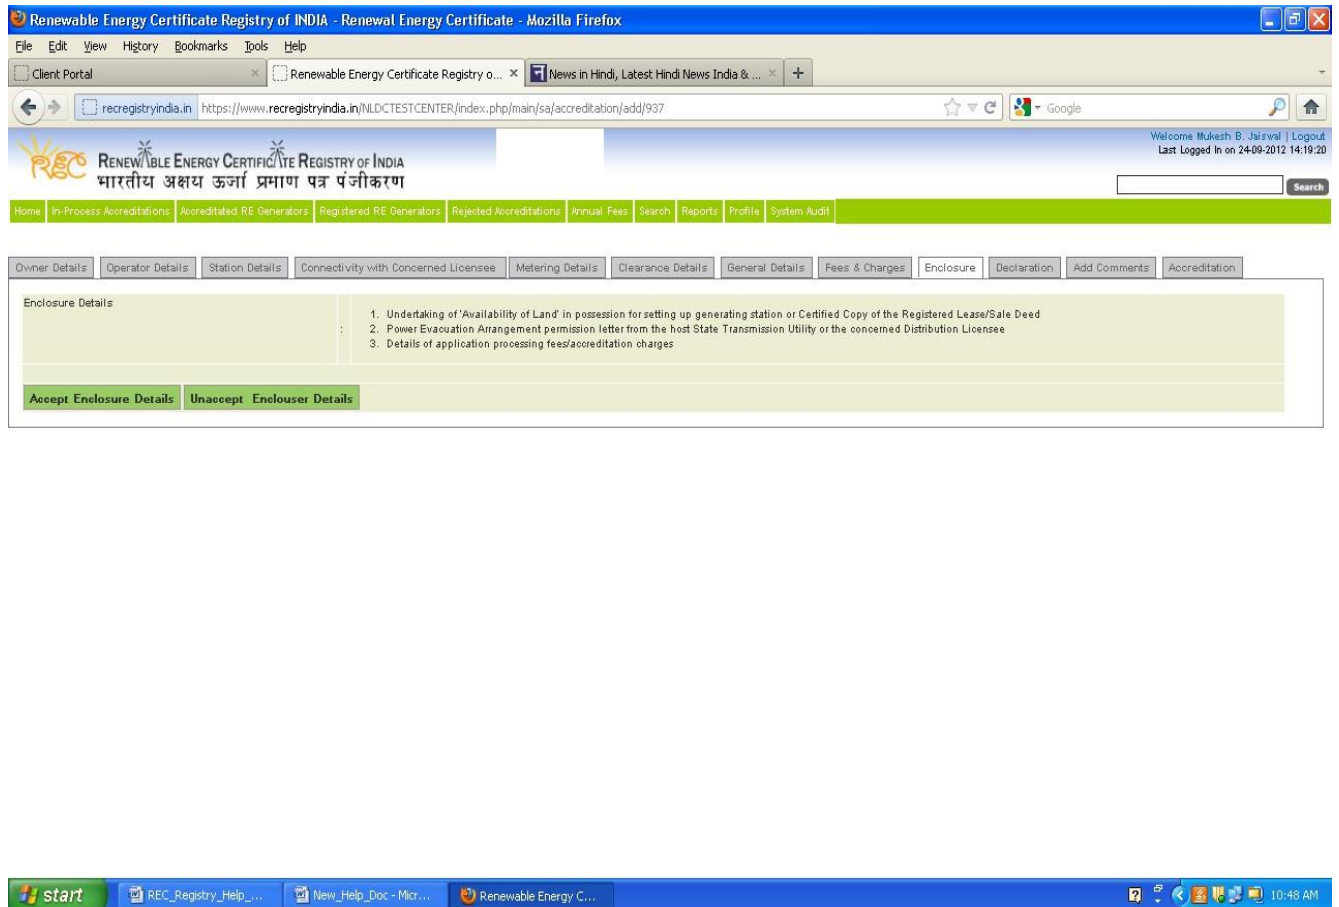 Renewable Energy Certificate Registry of INDIA - Renewal Energy Certificate - Mozilla Firefox
File Edit View History Bookmarks Tools Help
Client Portal Renewable Energy Certificate Registry o... News in Hindi, Latest Hindi News India & ...
recregistryindia.in https://www.recregistryindia.in/NLDCTESTCENTER/index.php/main/sa/accreditation/add/937 Google
Welcome Mukesh B. Jaiswal | Logout
Last Logged In on 24-09-2012 14:19:20
REC RENEWABLE ENERGY CERTIFICATE REGISTRY OF INDIA
भारतीय अक्षय ऊर्जा प्रमाण पत्र पंजीकरण
Search
Home In-Process Accreditations Accreditated RE Generators Registered RE Generators Rejected Accreditations Annual Fees Search Reports Profile System Audit
Owner Details Operator Details Station Details Connectivity with Concerned Licensee Metering Details Clearance Details General Details Fees & Charges Enclosure Declaration Add Comments Accreditation
Enclosure Details :
1. Undertaking of 'Availability of Land' in possession for setting up generating station or Certified Copy of the Registered Lease/Sale Deed
2. Power Evacuation Arrangement permission letter from the host State Transmission Utility or the concerned Distribution Licensee
3. Details of application processing fees/accreditation charges
Accept Enclosure Details Unaccept Enclouser Details
start REC_Registry_Help_... New_Help_Doc - Micr... Renewable Energy C... 10:48 AM